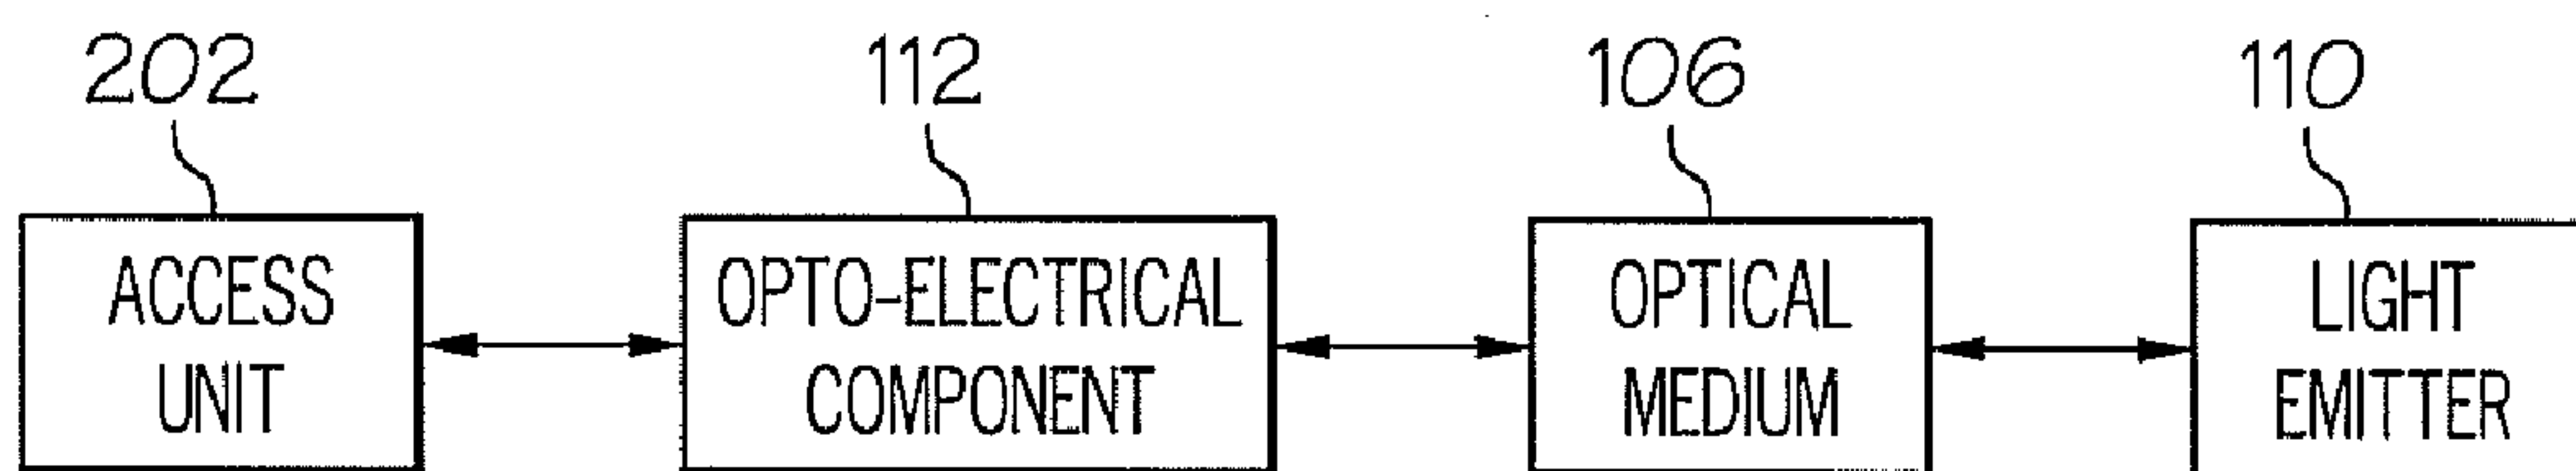 202 112 106 110
ACCESS OPTO-ELECTRICAL OPTICAL LIGHT
UNIT COMPONENT MEDIUM EMITTER